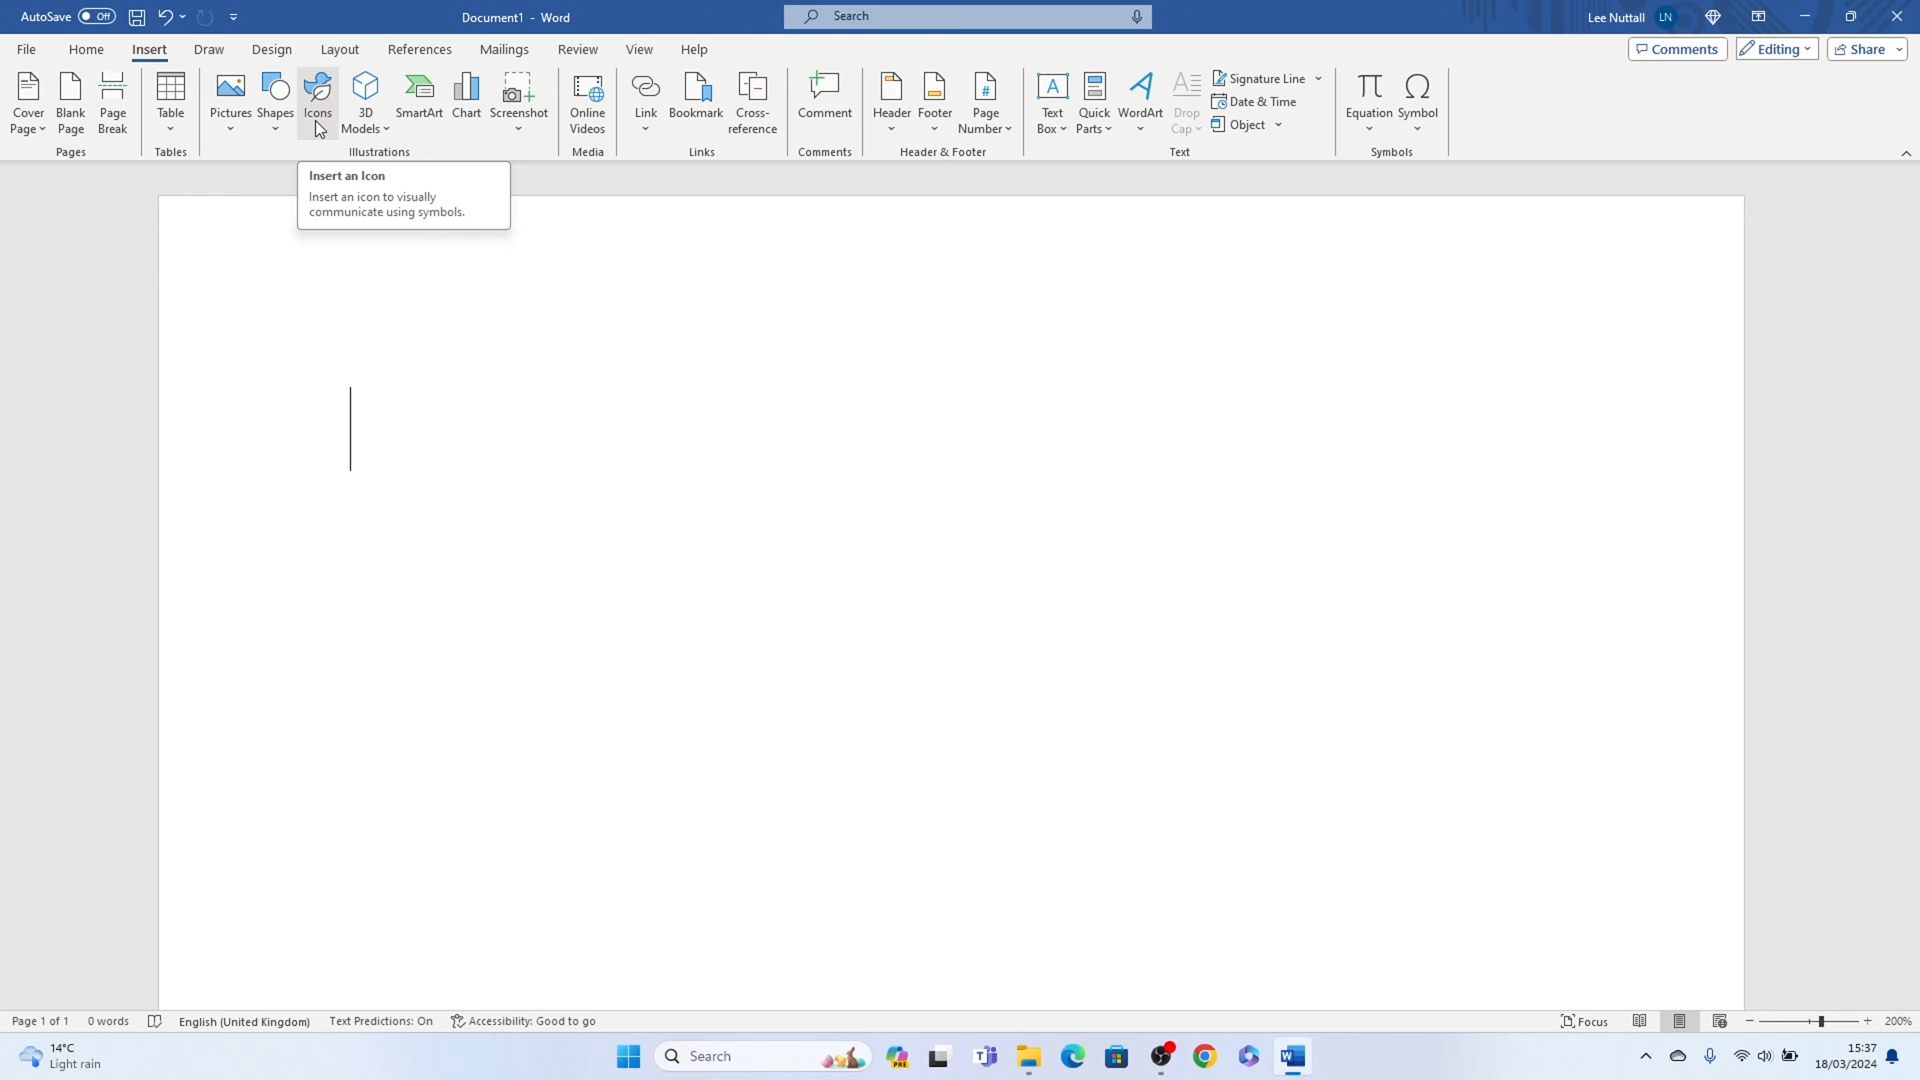 AutoSave Off
Document1 - Word
Search
Lee Nuttall LN
File Home Insert Draw Design Layout References Mailings Review View Help
Comments Editing Share
Cover Page
Blank Page
Page Break
Pages
Table
Tables
Pictures
Shapes
Icons
3D Models
SmartArt
Chart
Screenshot
Illustrations
Online Videos
Media
Link
Bookmark
Cross-reference
Links
Comment
Comments
Header
Footer
Page Number
Header & Footer
Text Box
Quick Parts
WordArt
Drop Cap
Signature Line
Date & Time
Object
Text
Equation
Symbol
Symbols
Insert an Icon
Insert an icon to visually
communicate using symbols.
Page 1 of 1 0 words English (United Kingdom) Text Predictions: On Accessibility: Good to go
Focus
200%
14°C
Light rain
Search
PRE
15:37
18/03/2024